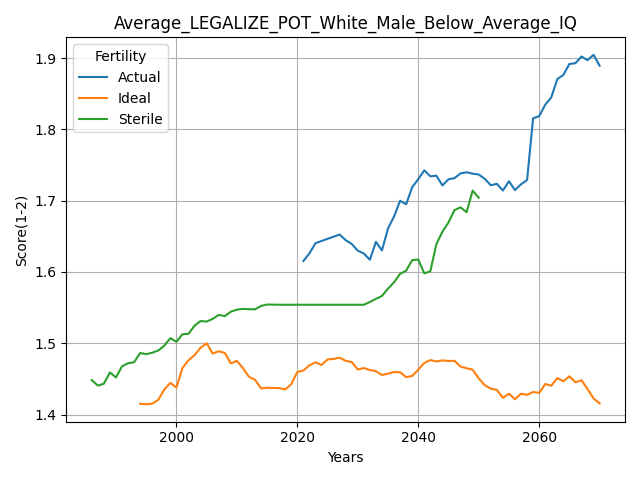 Average_LEGALIZE_POT_White_Male_Below_Average_IQ
Fertility
Actual
Ideal
Sterile
Score(1-2)
1.9
1.8
1.7
1.6
1.5
1.4
2000 2020 2040 2060
Years